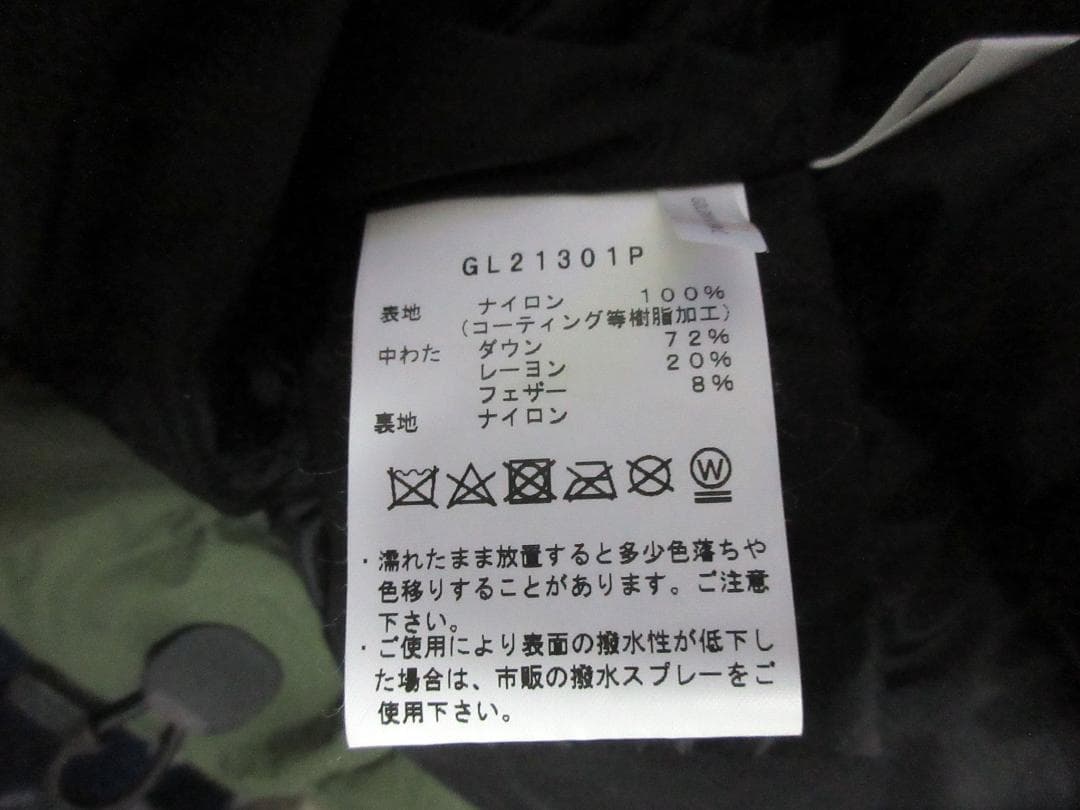 GL21301P
表地 ナイロン 100%
(コーティング等樹脂加工)
中わた ダウン 72%
レーヨン 20%
フェザー 8%
裏地 ナイロン
W
・濡れたまま放置すると多少色落ちや
色移りすることがあります。ご注意
下さい。
・ご使用により表面の撥水性が低下し
た場合は、市販の撥水スプレーをご
使用下さい。